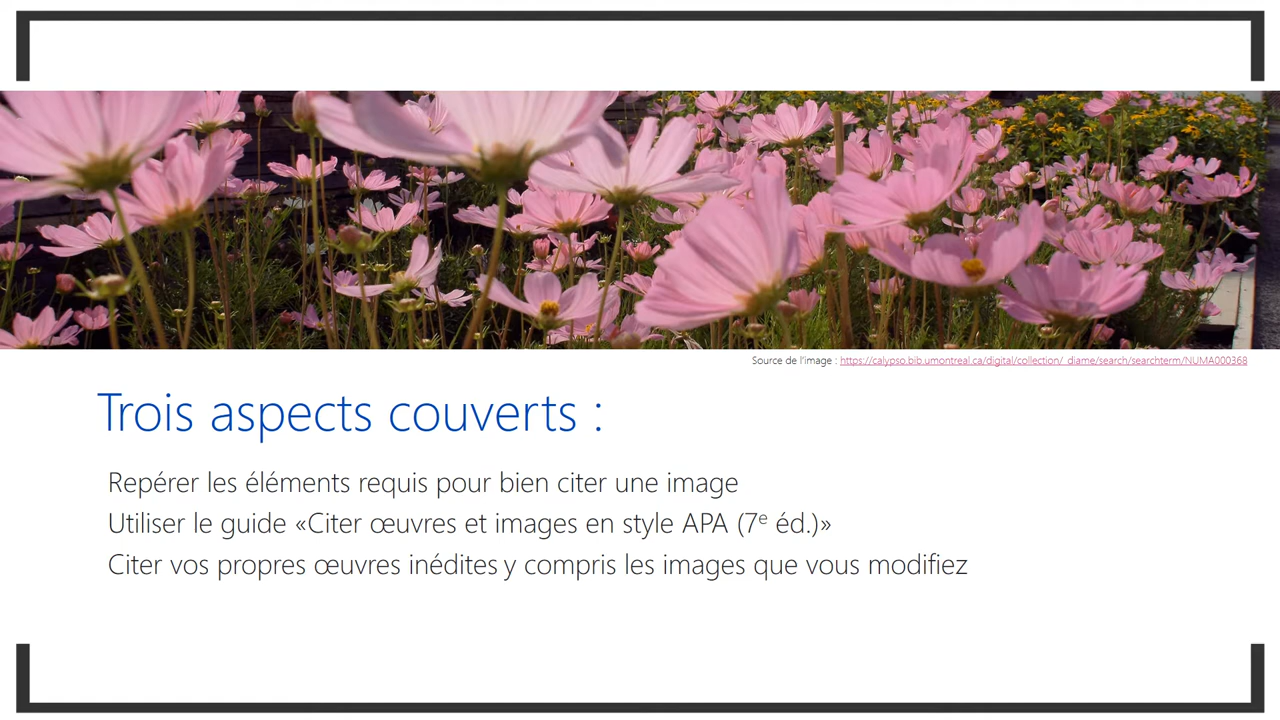 Source de l'image : https://calypso.bib.umontreal.ca/digital/collection/_diame/search/searchterm/NUMA000368
Trois aspects couverts :
Repérer les éléments requis pour bien citer une image
Utiliser le guide «Citer œuvres et images en style APA (7ᵉ éd.)»
Citer vos propres œuvres inédites y compris les images que vous modifiez